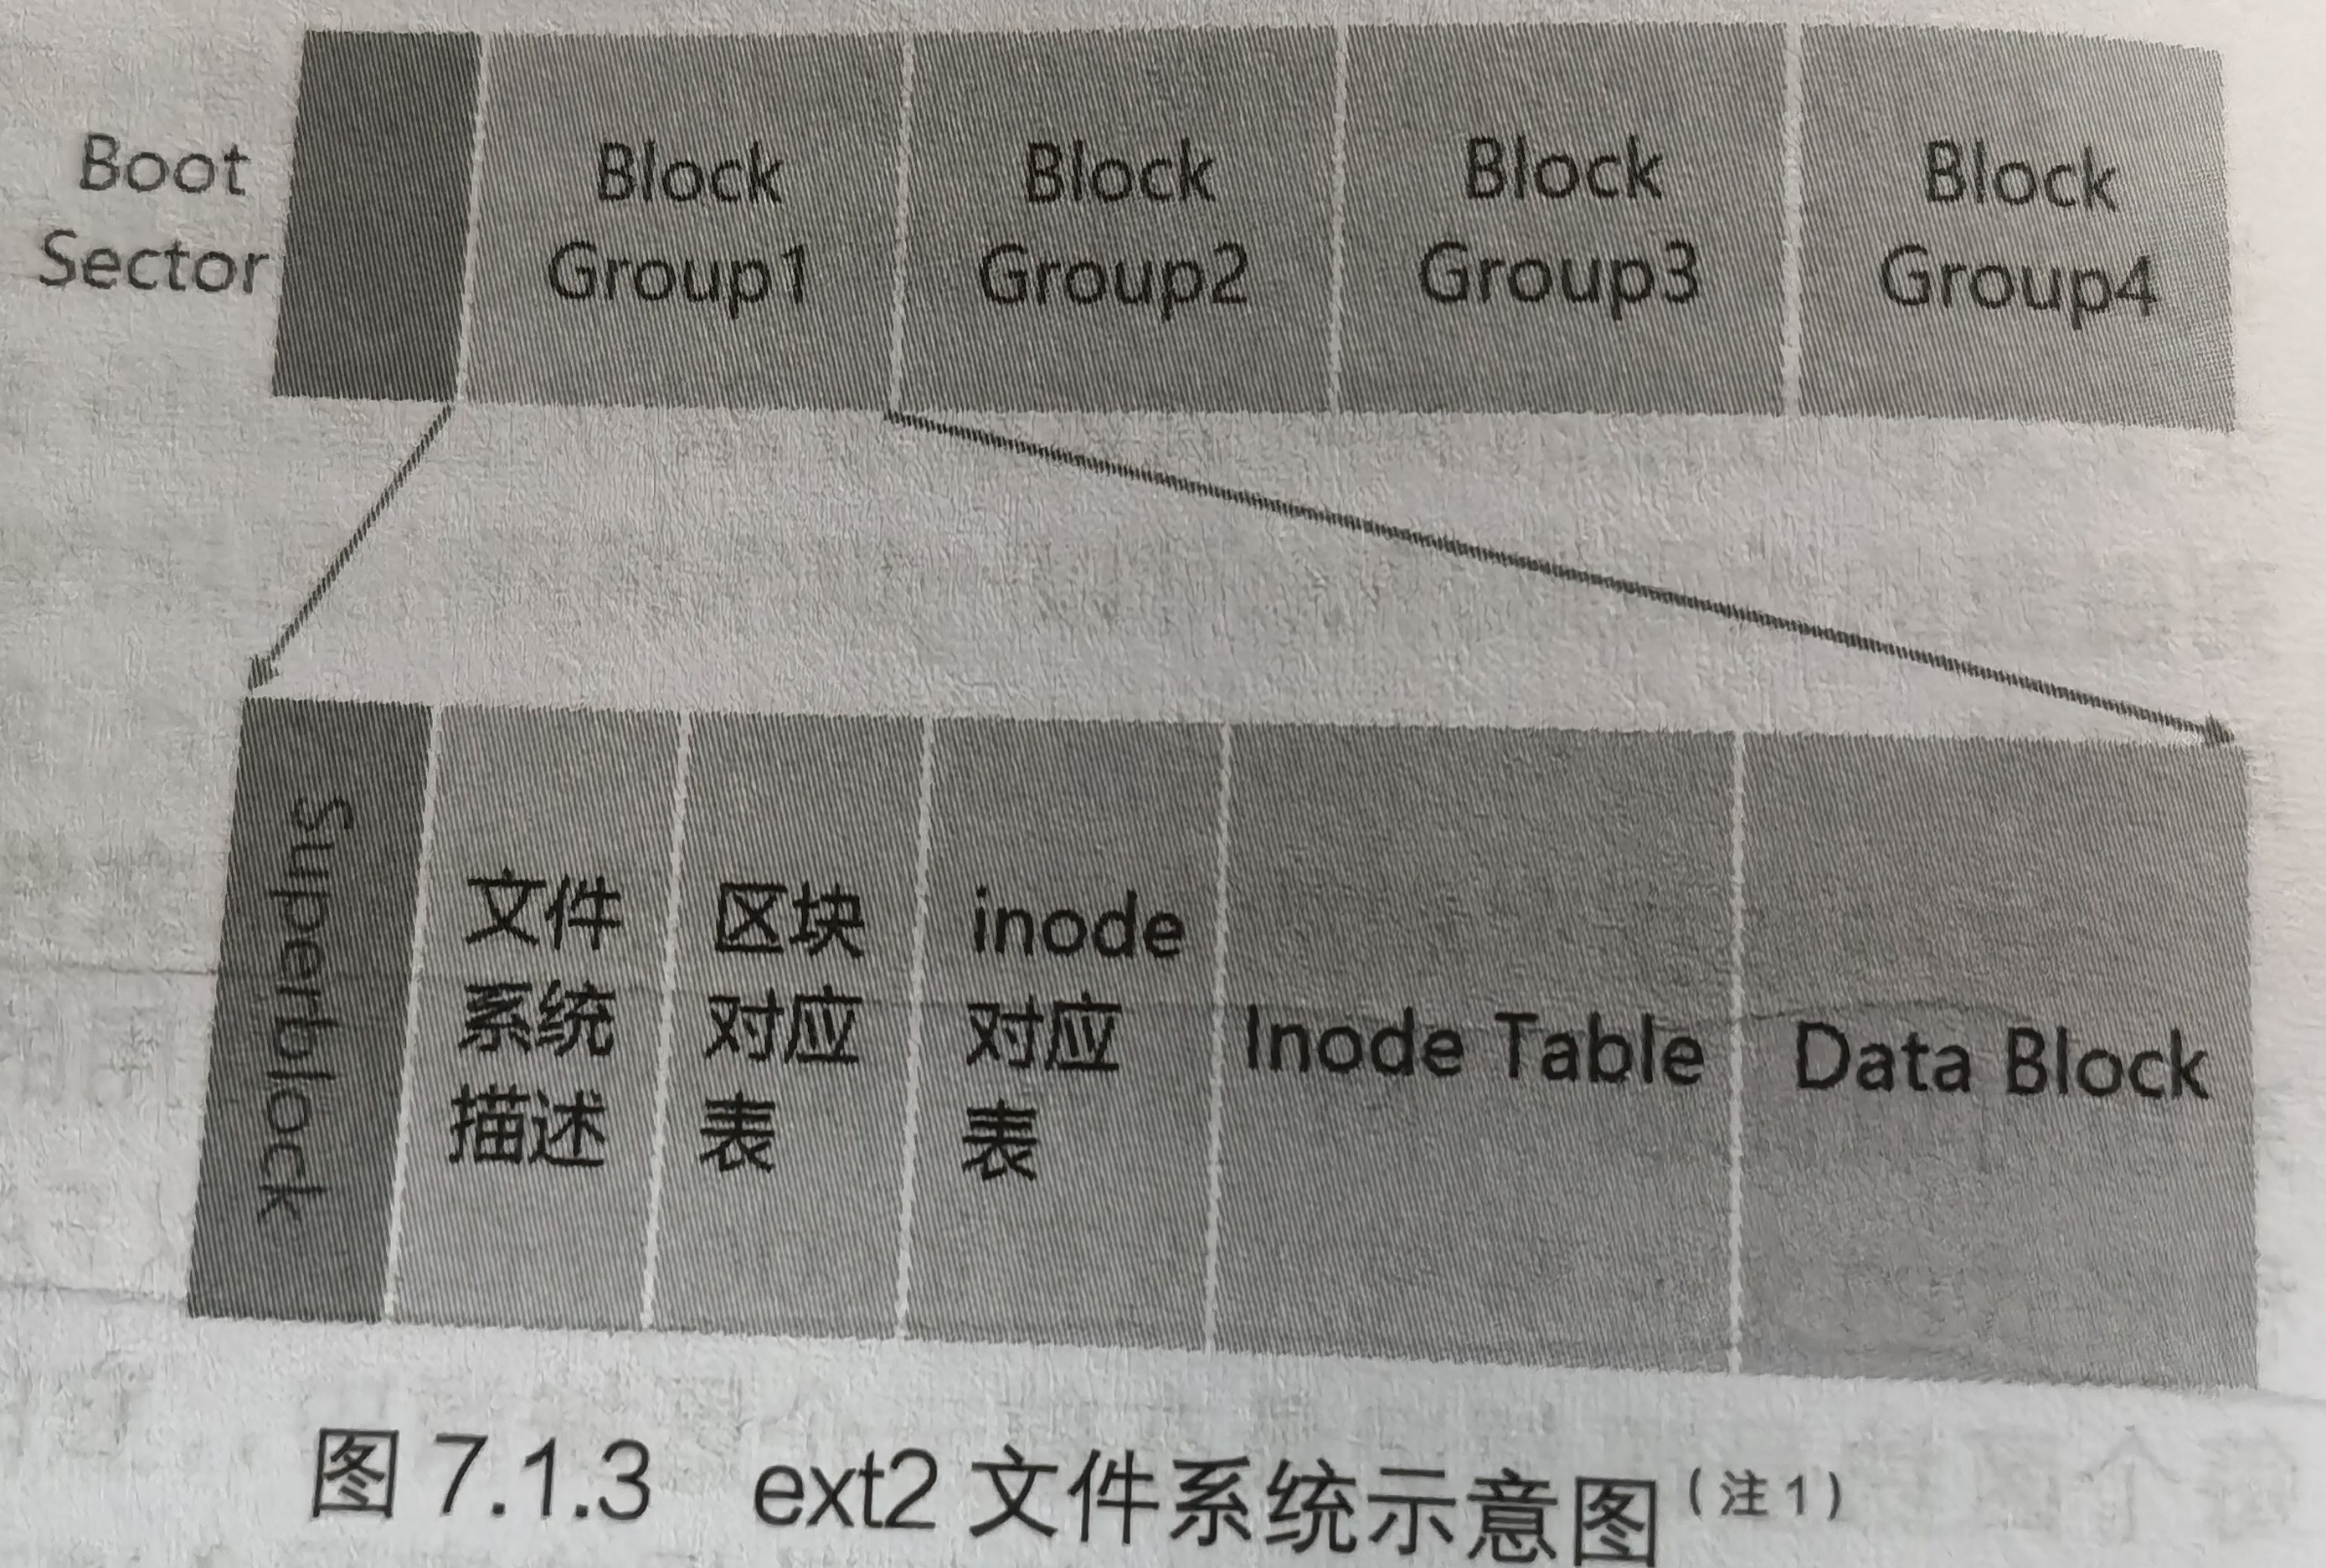 Boot
Sector
Block
Group1
Block
Group2
Block
Group3
Block
Group4
Superblock
文件
系统
描述
区块
对应
表
inode
对应
表
Inode Table
Data Block
图 7.1.3 ext2 文件系统示意图(注1)